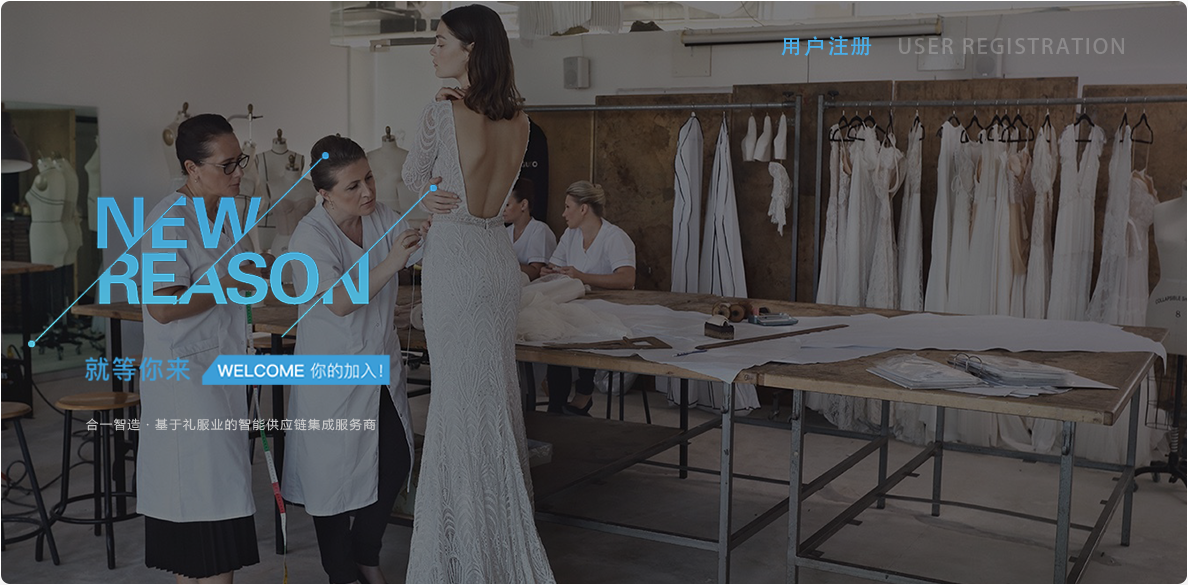 用户注册 USER REGISTRATION
NEW
REASON
就等你来 WELCOME 你的加入!
合一智造 · 基于礼服业的智能供应链集成服务商
8